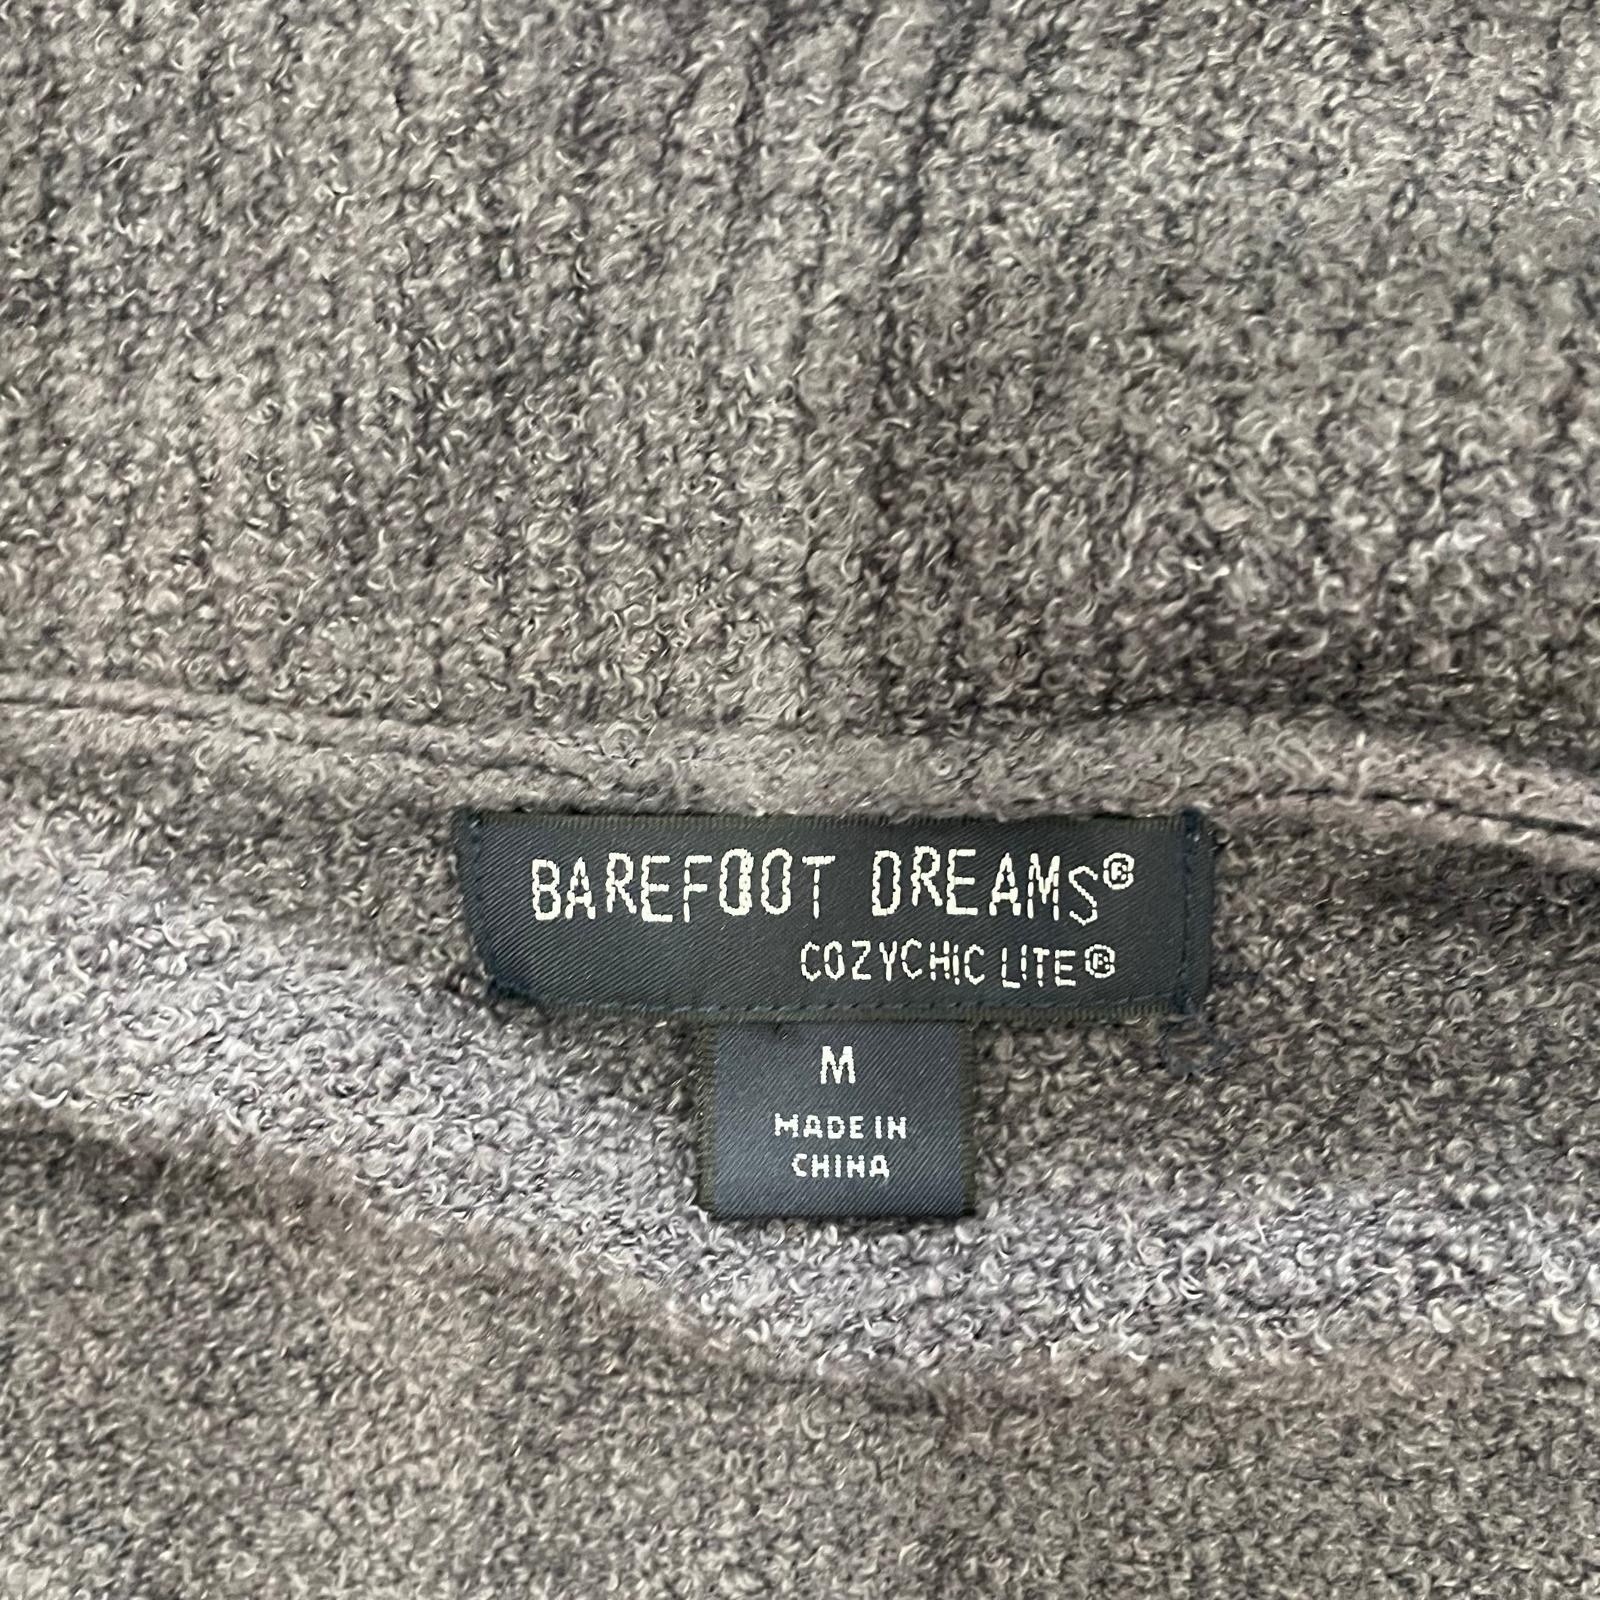 BAREFOOT DREAMS®
COZYCHIC LITE®
M
MADE IN
CHINA